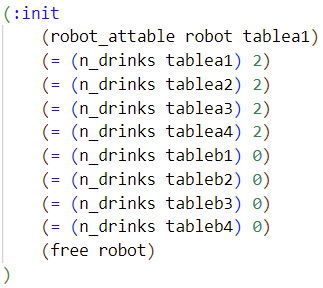 (:init
(robot_attable robot tablea1)
(= (n_drinks tablea1) 2)
(= (n_drinks tablea2) 2)
(= (n_drinks tablea3) 2)
(= (n_drinks tablea4) 2)
(= (n_drinks tableb1) 0)
(= (n_drinks tableb2) 0)
(= (n_drinks tableb3) 0)
(= (n_drinks tableb4) 0)
(free robot)
)